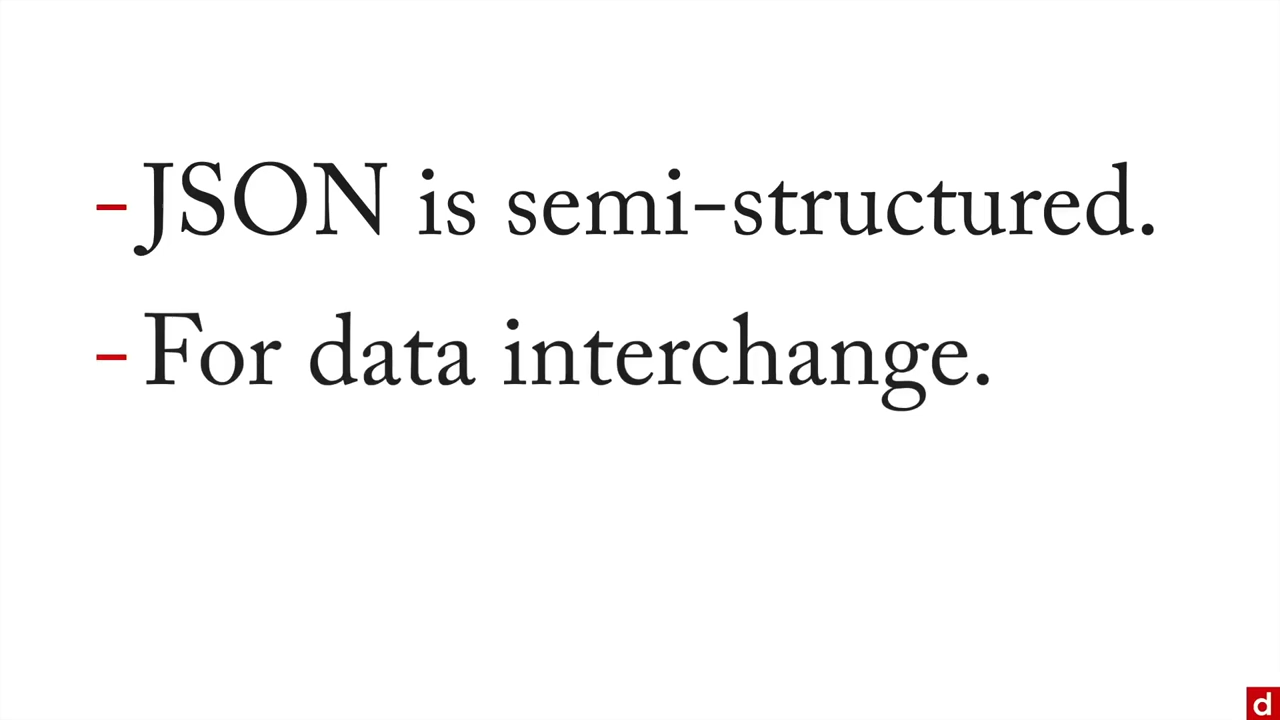 -JSON is semi-structured.
-For data interchange.
d